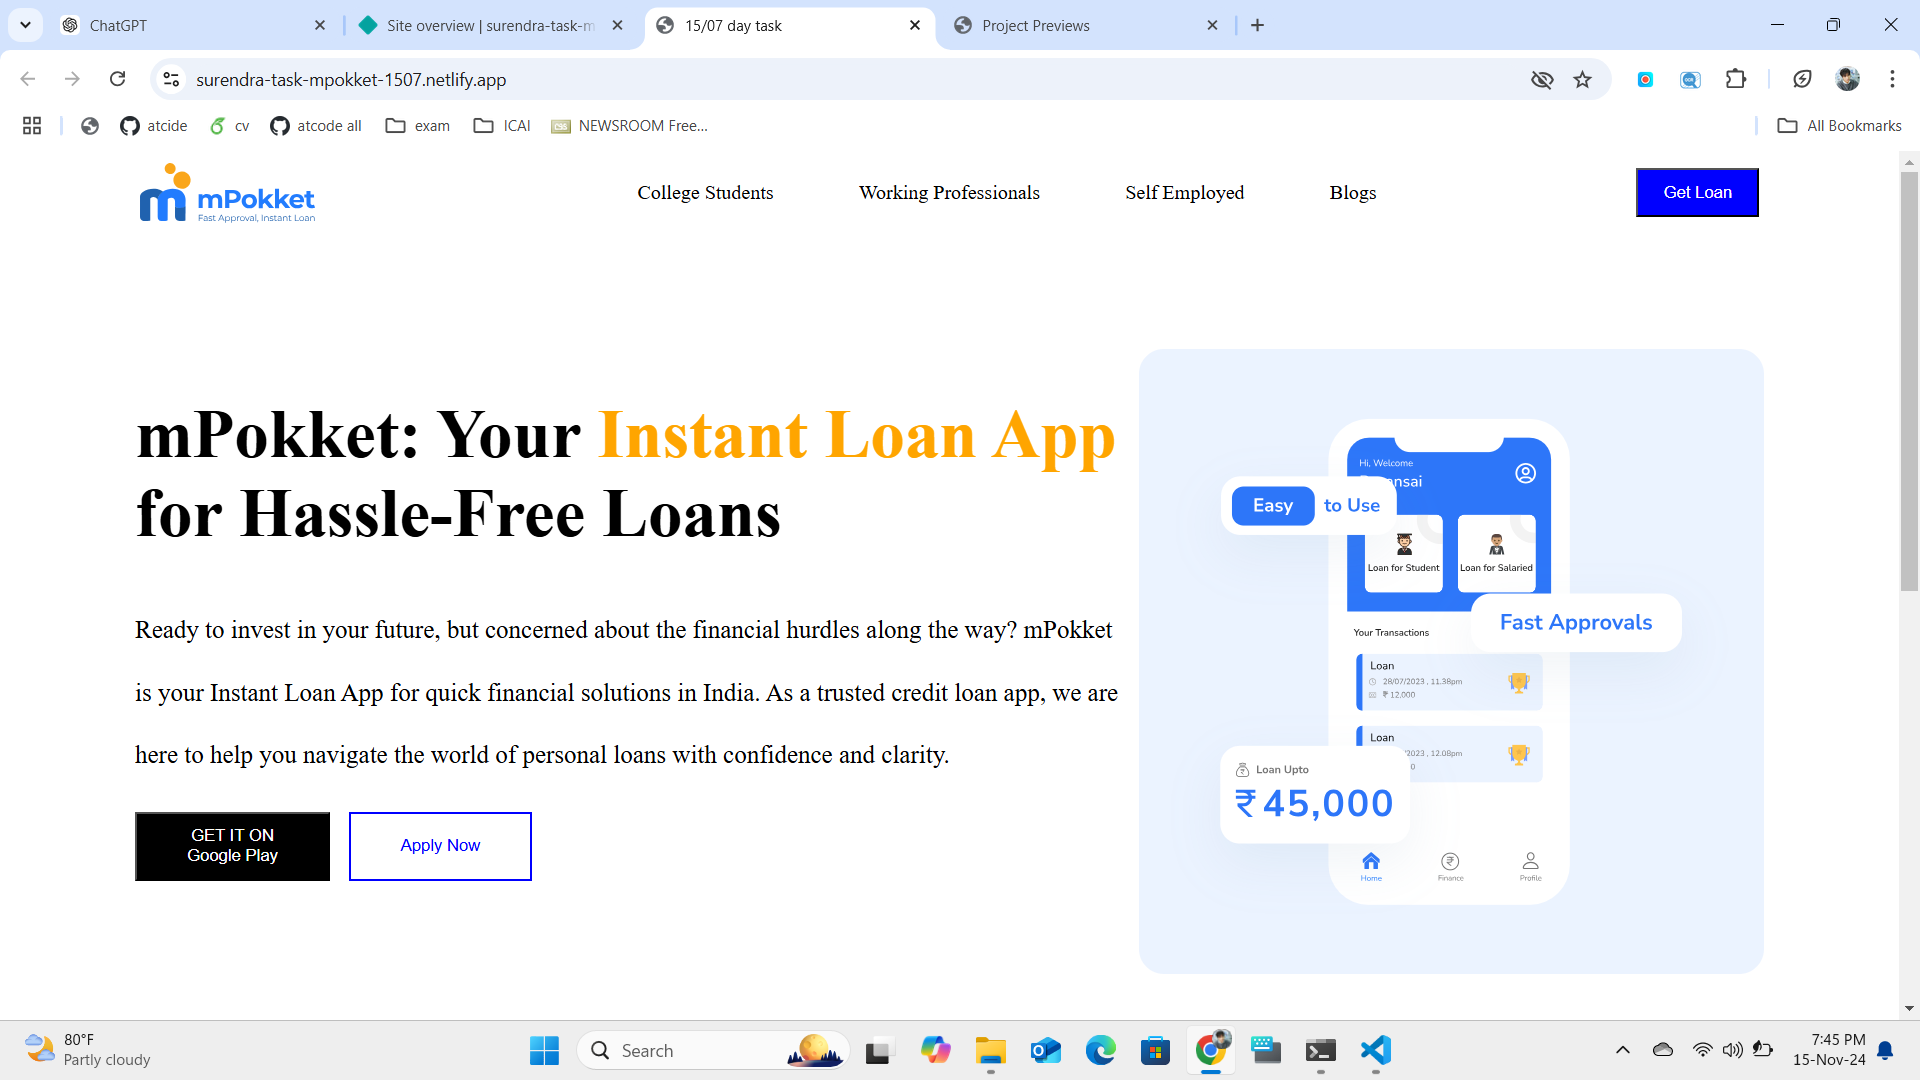 ChatGPT
Site overview | surendra-task-m
15/07 day task
Project Previews
surendra-task-mpokket-1507.netlify.app
atcide
cv
atcode all
exam
ICAI
NEWSROOM Free...
All Bookmarks
mPokket
Fast Approval, Instant Loan
College Students
Working Professionals
Self Employed
Blogs
Get Loan
mPokket: Your Instant Loan App
for Hassle-Free Loans
Ready to invest in your future, but concerned about the financial hurdles along the way? mPokket
is your Instant Loan App for quick financial solutions in India. As a trusted credit loan app, we are
here to help you navigate the world of personal loans with confidence and clarity.
GET IT ON
Google Play
Apply Now
Hi, Welcome
Easy to Use
Loan for Student
Loan for Salaried
Fast Approvals
Your Transactions
Loan
28/07/2023 , 11.38pm
₹ 12,000
Loan
/2023 , 12.08pm
Loan Upto
₹ 45,000
Home
Finance
Profile
80°F
Partly cloudy
Search
7:45 PM
15-Nov-24